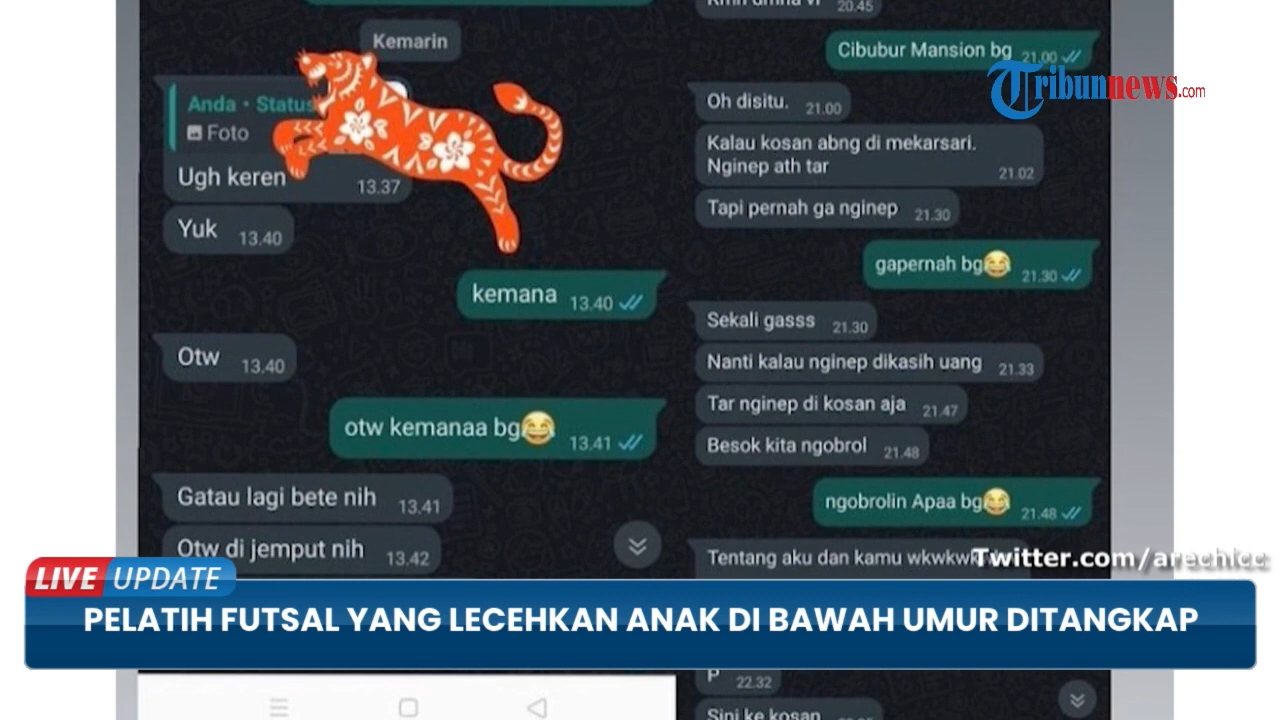 Kemarin
Anda • Status
Foto
Ugh keren 13.37
Yuk 13.40
kemana 13.40
Otw 13.40
otw kemanaa bg😂 13.41
Gatau lagi bete nih 13.41
Otw di jemput nih 13.42
20.45
Cibubur Mansion bg 21.00
Tribunnews.com
Oh disitu. 21.00
Kalau kosan abng di mekarsari.
Nginep ath tar 21.02
Tapi pernah ga nginep 21.30
gapernah bg😂 21.30
Sekali gasss 21.30
Nanti kalau nginep dikasih uang 21.33
Tar nginep di kosan aja 21.47
Besok kita ngobrol 21.48
ngobrolin Apaa bg😂 21.48
Tentang aku dan kamu
Twitter.com/arechlcc
LIVE UPDATE
PELATIH FUTSAL YANG LECEHKAN ANAK DI BAWAH UMUR DITANGKAP
P 22.32
Sini ke kosan